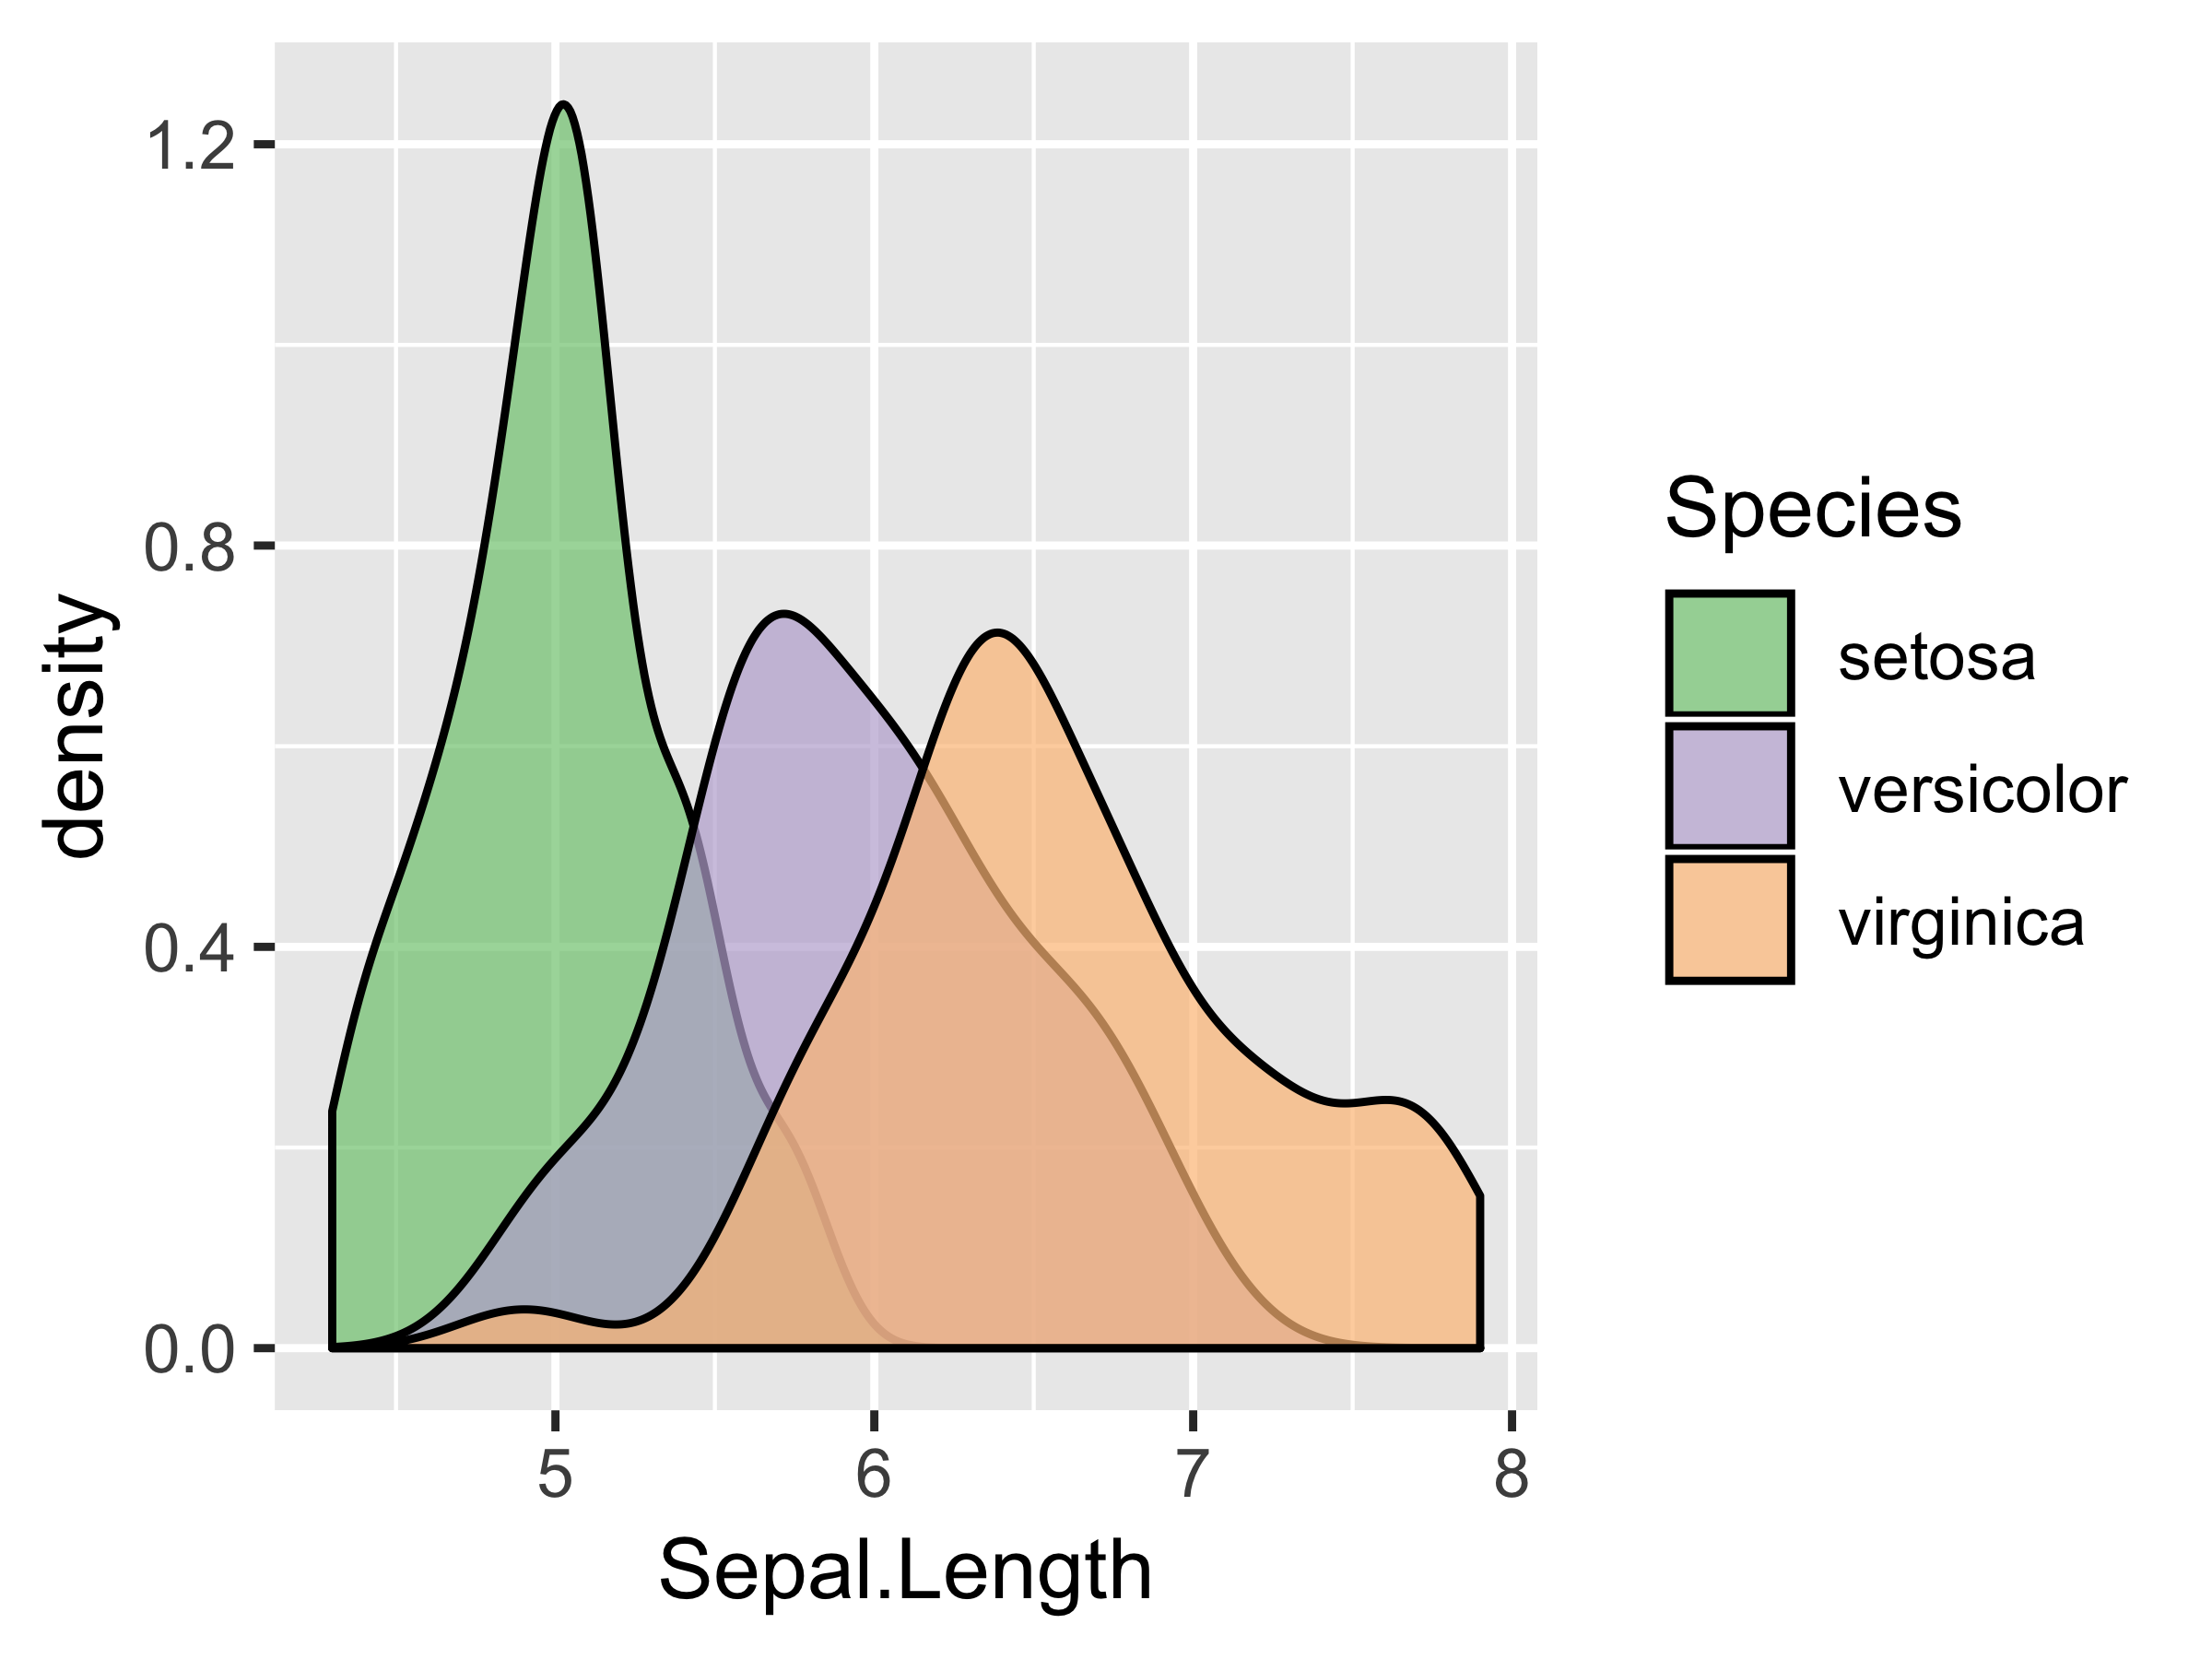 1.2
0.8
0.4
0.0
density
5 6 7 8
Sepal.Length
Species
setosa
versicolor
virginica